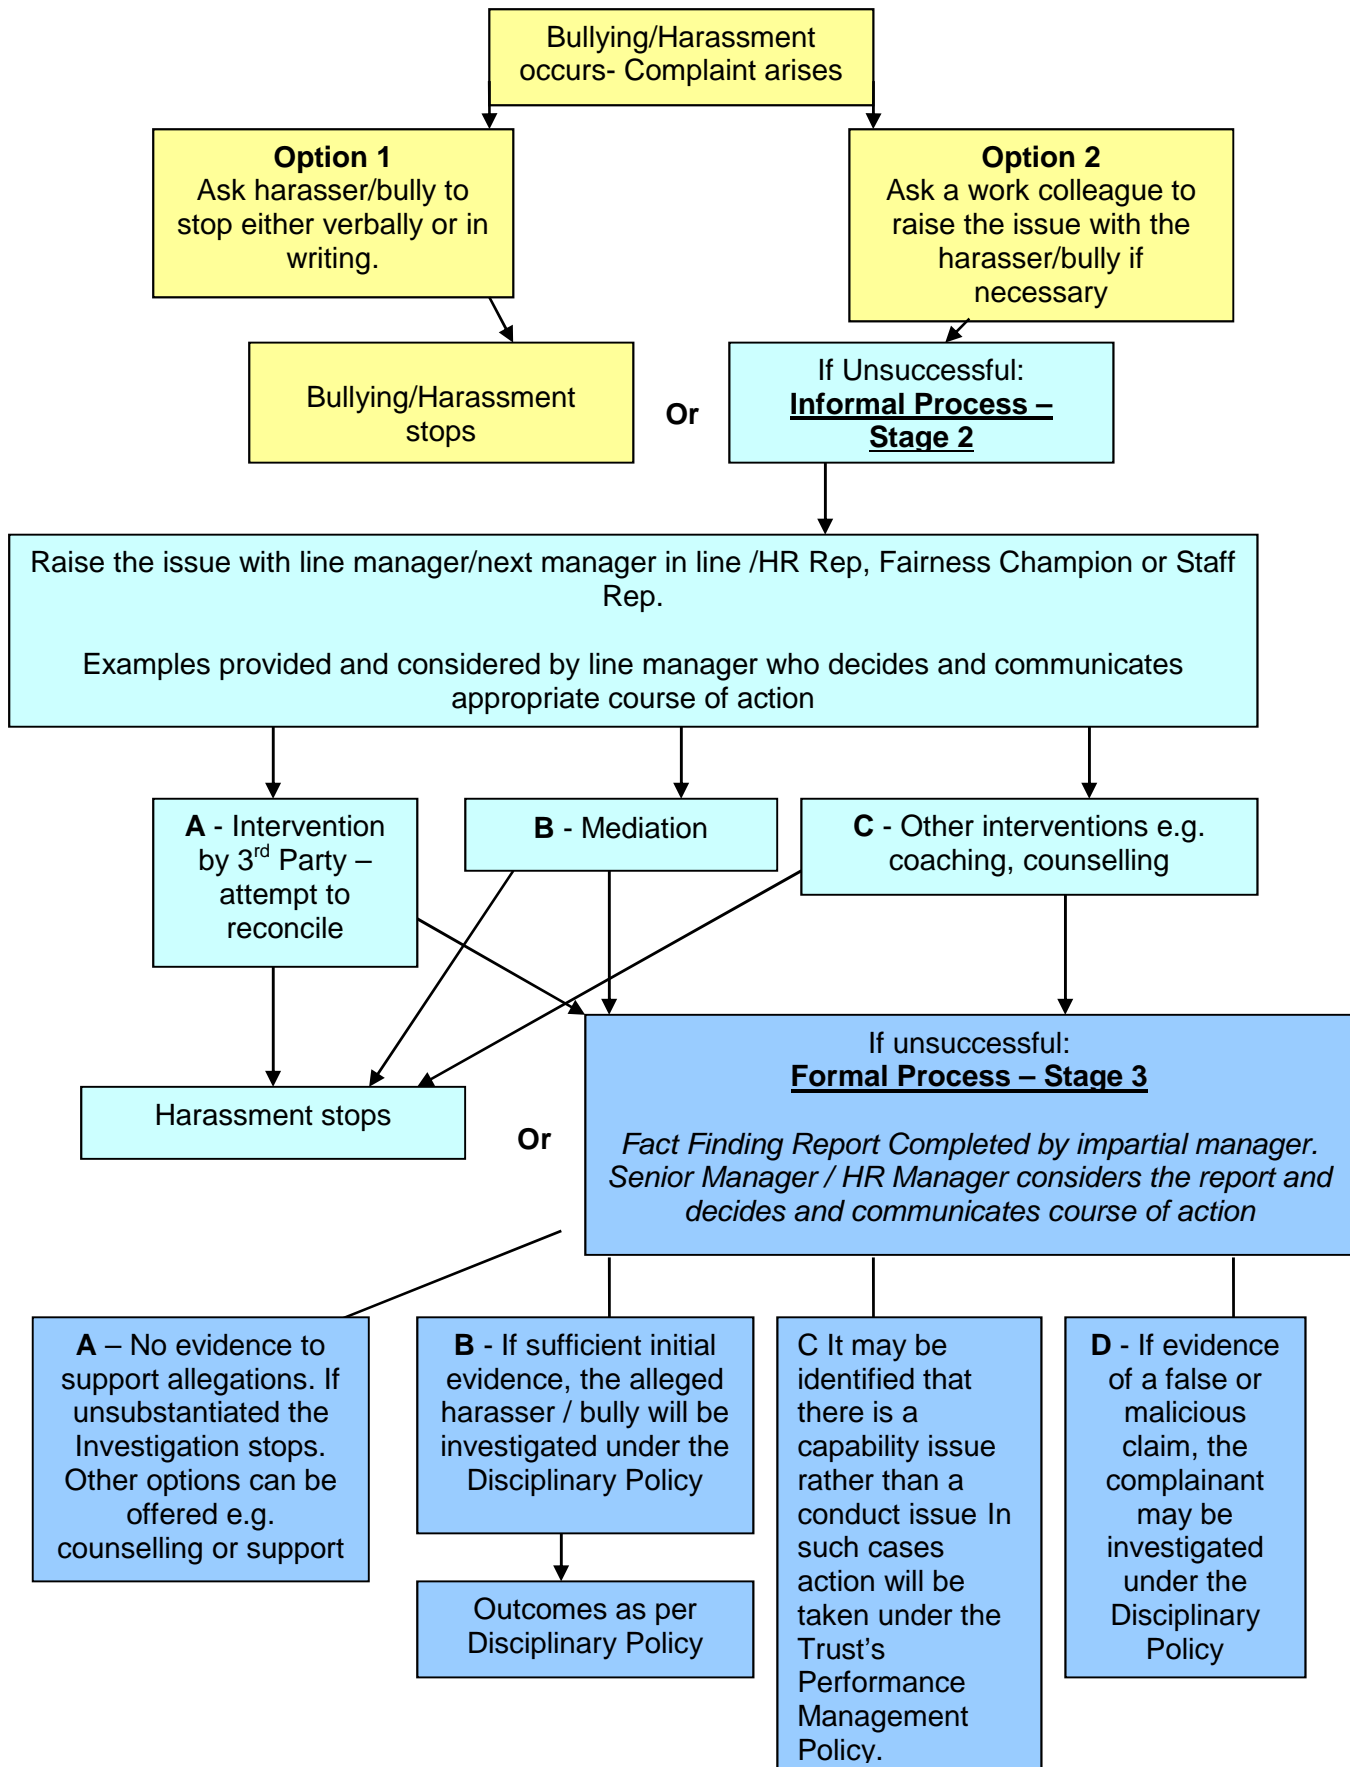 Bullying/Harassment
occurs- Complaint arises
Option 1
Ask harasser/bully to
stop either verbally or in
writing.
Option 2
Ask a work colleague to
raise the issue with the
harasser/bully if
necessary
Bullying/Harassment
stops
Or
If Unsuccessful:
Informal Process –
Stage 2
Raise the issue with line manager/next manager in line /HR Rep, Fairness Champion or Staff
Rep.
Examples provided and considered by line manager who decides and communicates
appropriate course of action
A - Intervention
by 3rd Party –
attempt to
reconcile
B - Mediation
C - Other interventions e.g.
coaching, counselling
Harassment stops
Or
If unsuccessful:
Formal Process – Stage 3
Fact Finding Report Completed by impartial manager.
Senior Manager / HR Manager considers the report and
decides and communicates course of action
A – No evidence to
support allegations. If
unsubstantiated the
Investigation stops.
Other options can be
offered e.g.
counselling or support
B - If sufficient initial
evidence, the alleged
harasser / bully will be
investigated under the
Disciplinary Policy
Outcomes as per
Disciplinary Policy
C It may be
identified that
there is a
capability issue
rather than a
conduct issue In
such cases
action will be
taken under the
Trust’s
Performance
Management
Policy.
D - If evidence
of a false or
malicious
claim, the
complainant
may be
investigated
under the
Disciplinary
Policy